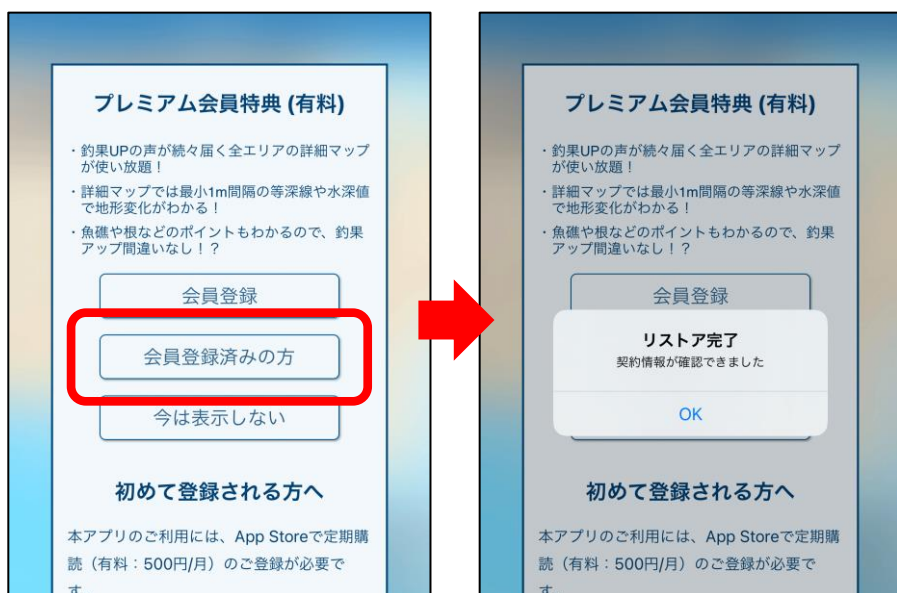 プレミアム会員特典 (有料)
・釣果UPの声が続々届く全エリアの詳細マップ
が使い放題！
・詳細マップでは最小1m間隔の等深線や水深値
で地形変化がわかる！
・魚礁や根などのポイントもわかるので、釣果
アップ間違いなし！？
会員登録
会員登録済みの方
今は表示しない
初めて登録される方へ
本アプリのご利用には、App Storeで定期購
読（有料：500円/月）のご登録が必要で
す
プレミアム会員特典 (有料)
・釣果UPの声が続々届く全エリアの詳細マップ
が使い放題！
・詳細マップでは最小1m間隔の等深線や水深値
で地形変化がわかる！
・魚礁や根などのポイントもわかるので、釣果
アップ間違いなし！？
会員登録
リストア完了
契約情報が確認できました
OK
初めて登録される方へ
本アプリのご利用には、App Storeで定期購
読（有料：500円/月）のご登録が必要で
す